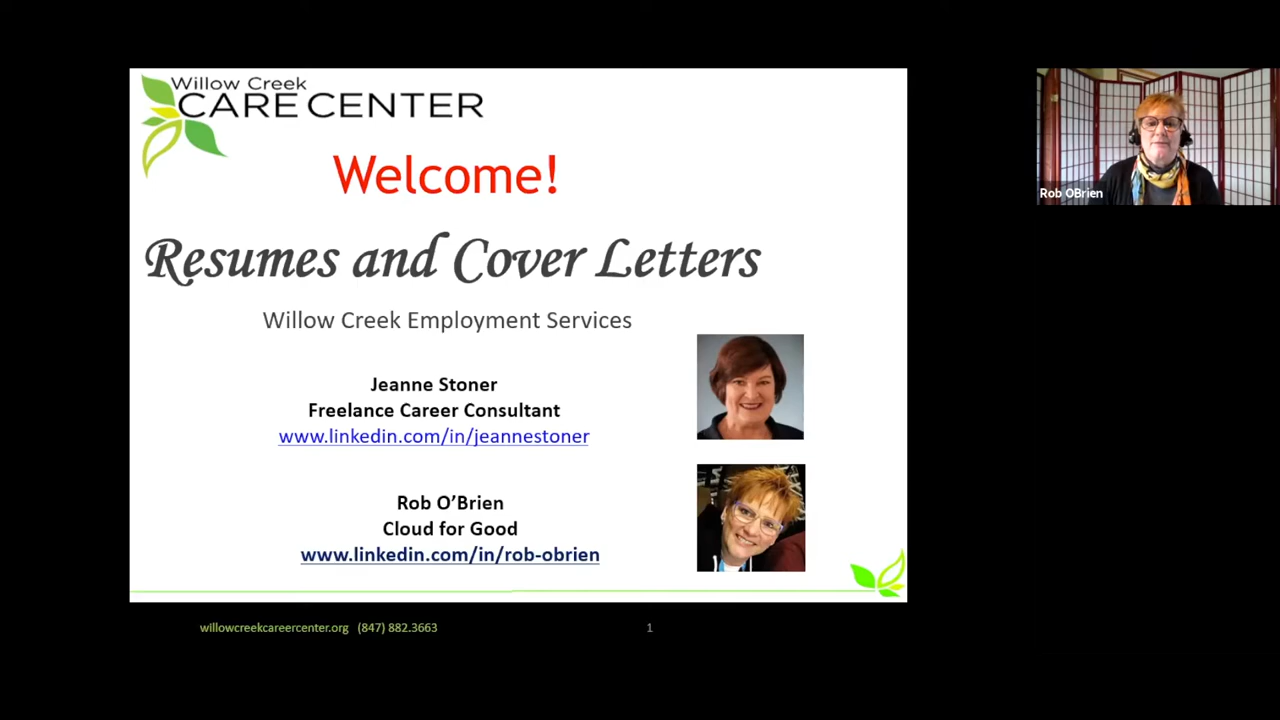 Willow Creek
CARE CENTER
Welcome!
Resumes and Cover Letters
Willow Creek Employment Services
Jeanne Stoner
Freelance Career Consultant
www.linkedin.com/in/jeannestoner
Rob O’Brien
Cloud for Good
www.linkedin.com/in/rob-obrien
willowcreekcareercenter.org (847) 882.3663
1
Rob OBrien